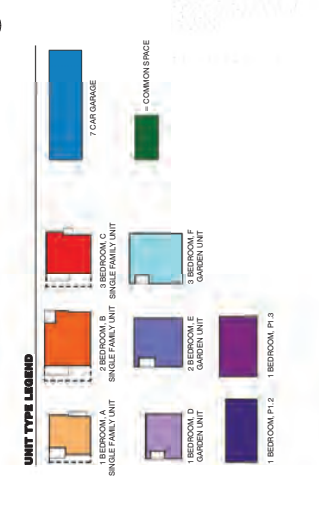 UNIT TYPE LEGEND
1 BEDROOM, A
SINGLE FAMILY UNIT
2 BEDROOM, B
SINGLE FAMILY UNIT
3 BEDROOM, C
SINGLE FAMILY UNIT
7 CAR GARAGE
1 BEDROOM, D
GARDEN UNIT
2 BEDROOM, E
GARDEN UNIT
3 BEDROOM, F
GARDEN UNIT
= COMMON SPACE
1 BEDROOM, P1.2
1 BEDROOM, P1.3